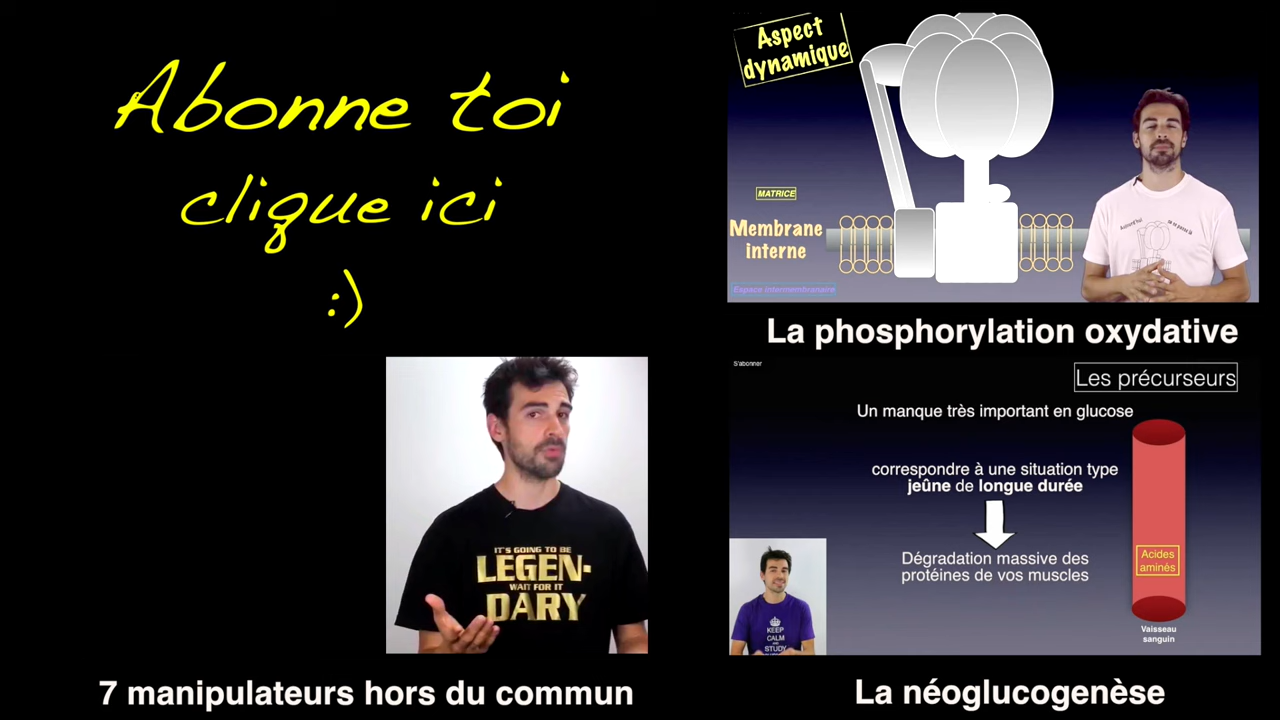 Abonne toi
clique ici
:)
Aspect
dynamique
MATRICE
Membrane
interne
Espace intermembranaire
Aujourd'hui
La phosphorylation oxydative
IT'S GOING TO BE
LEGEN-
WAIT FOR IT
DARY
7 manipulateurs hors du commun
S'abonner
Les précurseurs
Un manque très important en glucose
correspondre à une situation type
jeûne de longue durée
Dégradation massive des
protéines de vos muscles
Acides
aminés
Vaisseau
sanguin
KEEP
CALM
STUDY
La néoglucogenèse